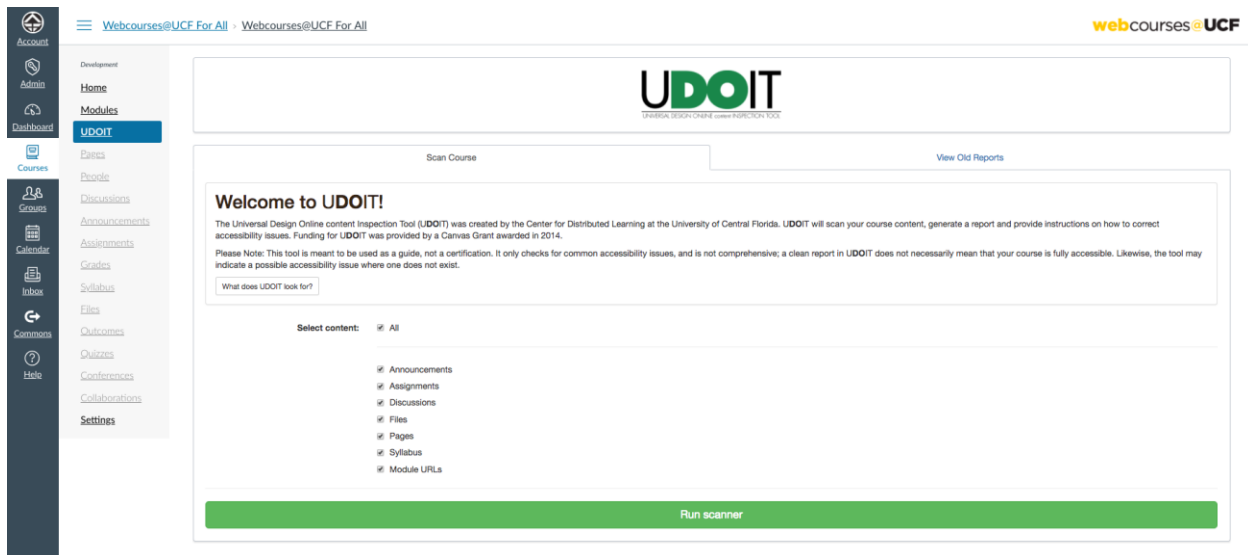 Account
Admin
Dashboard
Courses
Groups
Calendar
Inbox
Commons
Help
Webcourses@UCF For All > Webcourses@UCF For All
webcourses@UCF
Development
Home
Modules
UDOIT
Pages
People
Discussions
Announcements
Assignments
Grades
Syllabus
Files
Outcomes
Quizzes
Conferences
Collaborations
Settings
UDOIT
UNIVERSAL DESIGN ONLINE content INSPECTION TOOL
Scan Course
View Old Reports
Welcome to UDOIT!
The Universal Design Online content Inspection Tool (UDOIT) was created by the Center for Distributed Learning at the University of Central Florida. UDOIT will scan your course content, generate a report and provide instructions on how to correct
accessibility issues. Funding for UDOIT was provided by a Canvas Grant awarded in 2014.
Please Note: This tool is meant to be used as a guide, not a certification. It only checks for common accessibility issues, and is not comprehensive; a clean report in UDOIT does not necessarily mean that your course is fully accessible. Likewise, the tool may
indicate a possible accessibility issue where one does not exist.
What does UDOIT look for?
Select content:
All
Announcements
Assignments
Discussions
Files
Pages
Syllabus
Module URLs
Run scanner